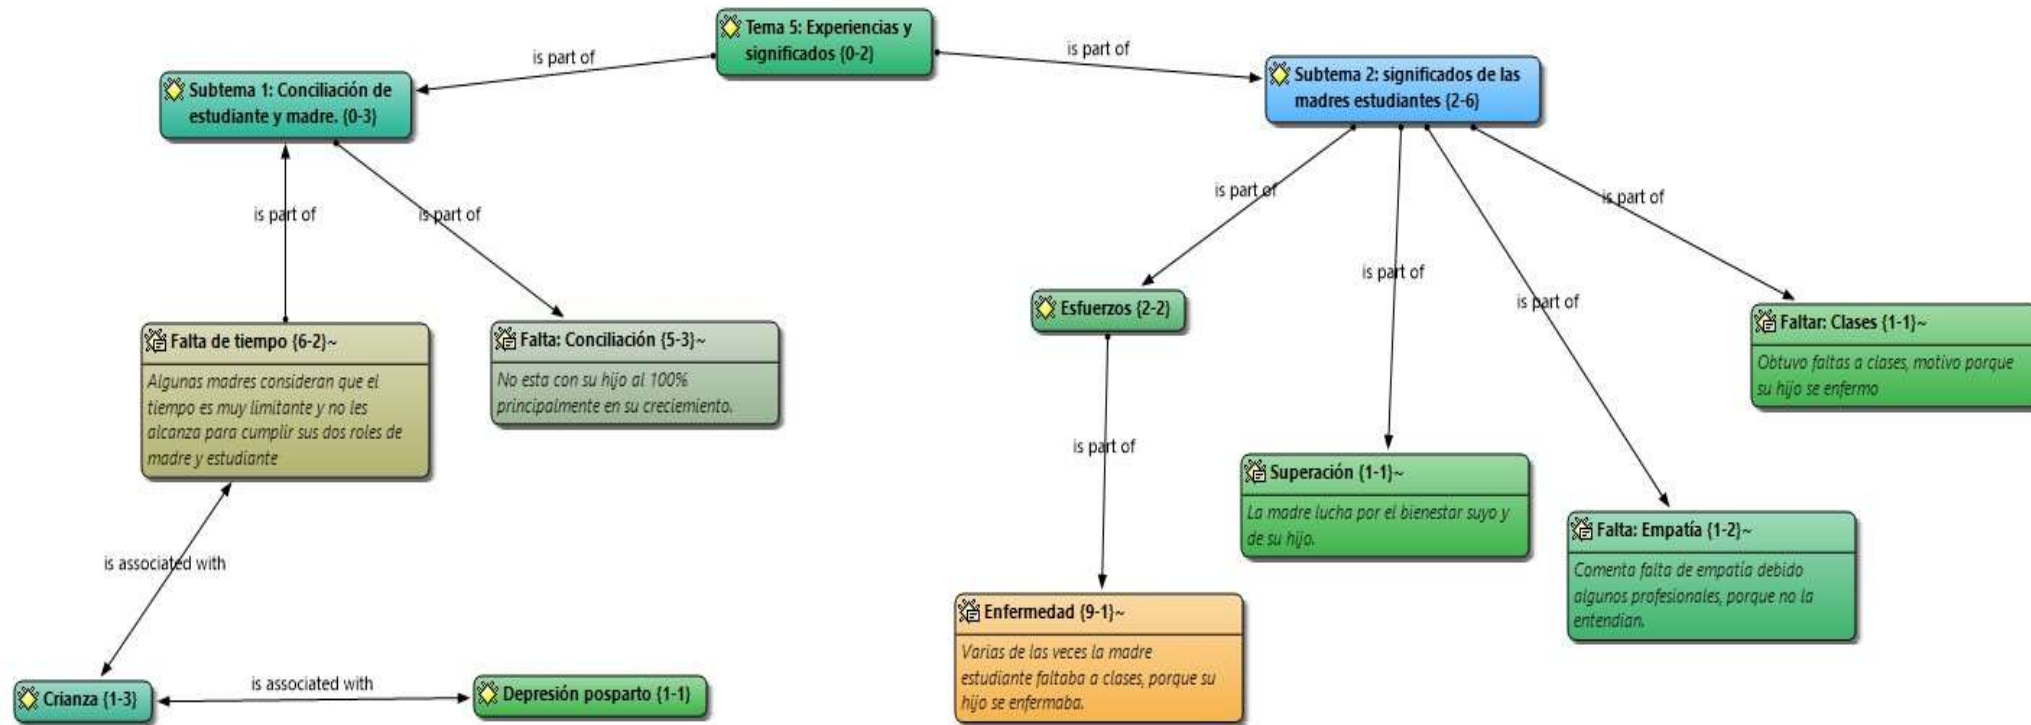 Tema 5: Experiencias y
significados {0-2}
is part of
is part of
Subtema 1: Conciliación de
estudiante y madre. {0-3}
Subtema 2: significados de las
madres estudiantes {2-6}
is part of
is part of
is part of
is part of
is part of
is part of
Falta de tiempo {6-2}~
Algunas madres consideran que el
tiempo es muy limitante y no les
alcanza para cumplir sus dos roles de
madre y estudiante
Falta: Conciliación {5-3}~
No esta con su hijo al 100%
principalmente en su creciemiento.
Esfuerzos {2-2}
Faltar: Clases {1-1}~
Obtuvo faltas a clases, motivo porque
su hijo se enfermo
is part of
Superación {1-1}~
La madre lucha por el bienestar suyo y
de su hijo.
Falta: Empatía {1-2}~
Comenta falta de empatía debido
algunos profesionales, porque no la
entendian.
is associated with
Enfermedad {9-1}~
Varias de las veces la madre
estudiante faltaba a clases, porque su
hijo se enfermaba.
Crianza {1-3}
is associated with
Depresión posparto {1-1}